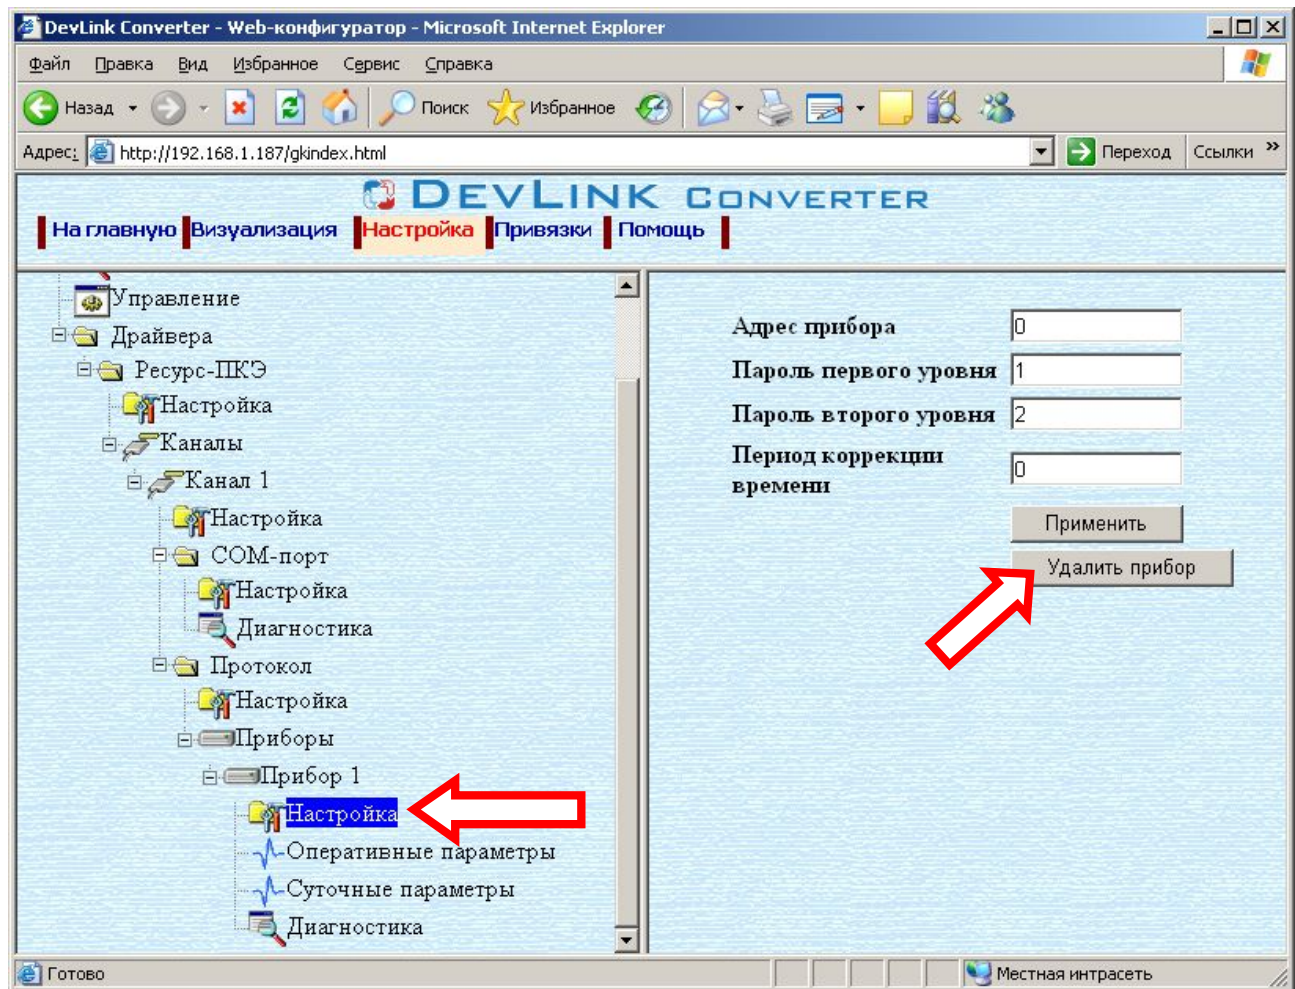 DevLink Converter - Web-конфигуратор - Microsoft Internet Explorer
Файл Правка Вид Избранное Сервис Справка
Назад Поиск Избранное
Адрес: http://192.168.1.187/gkindex.html Переход Ссылки »
DEVLINK CONVERTER
На главную Визуализация Настройка Привязки Помощь
Управление
Драйвера
Ресурс-ПКЭ
Настройка
Каналы
Канал 1
Настройка
COM-порт
Настройка
Диагностика
Протокол
Настройка
Приборы
Прибор 1
Настройка
Оперативные параметры
Суточные параметры
Диагностика
Адрес прибора 0
Пароль первого уровня 1
Пароль второго уровня 2
Период коррекции
времени 0
Применить
Удалить прибор
Готово Местная интрасеть